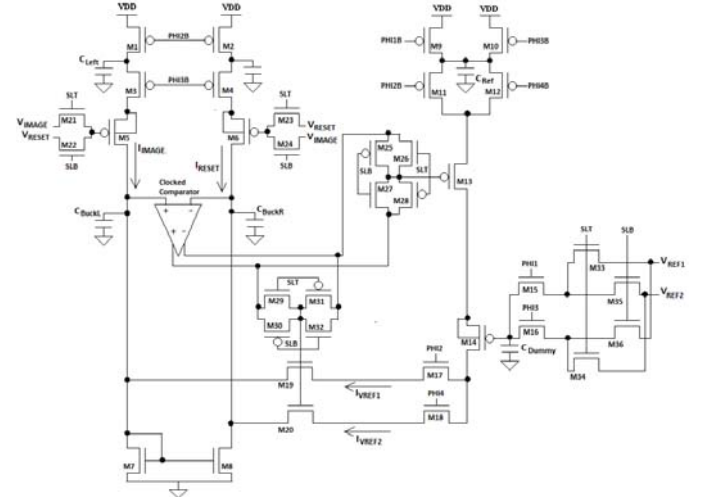 VDD
VDD
VDD
VDD
M1
PHI2B
M2
PHI1B
M9
M10
PHI3B
CLeft
CRef
M3
PHI3B
M4
PHI2B
M11
M12
PHI4B
SLT
SLT
VIMAGE
M21
M23
VRESET
VRESET
M22
M5
M6
M24
VIMAGE
SLB
SLB
IIMAGE
IRESET
M25
M26
SLB
SLT
M27
M28
M13
Clocked
Comparator
CBuckL
CBuckR
+ -
+ -
SLT
SLB
PHI1
M33
VREF1
M15
M35
VREF2
PHI3
M16
M36
M14
CDummy
M34
SLT
M29
M31
M30
M32
SLB
PHI2
M19
M17
IVREF1
PHI4
M20
M18
IVREF2
M7
M8